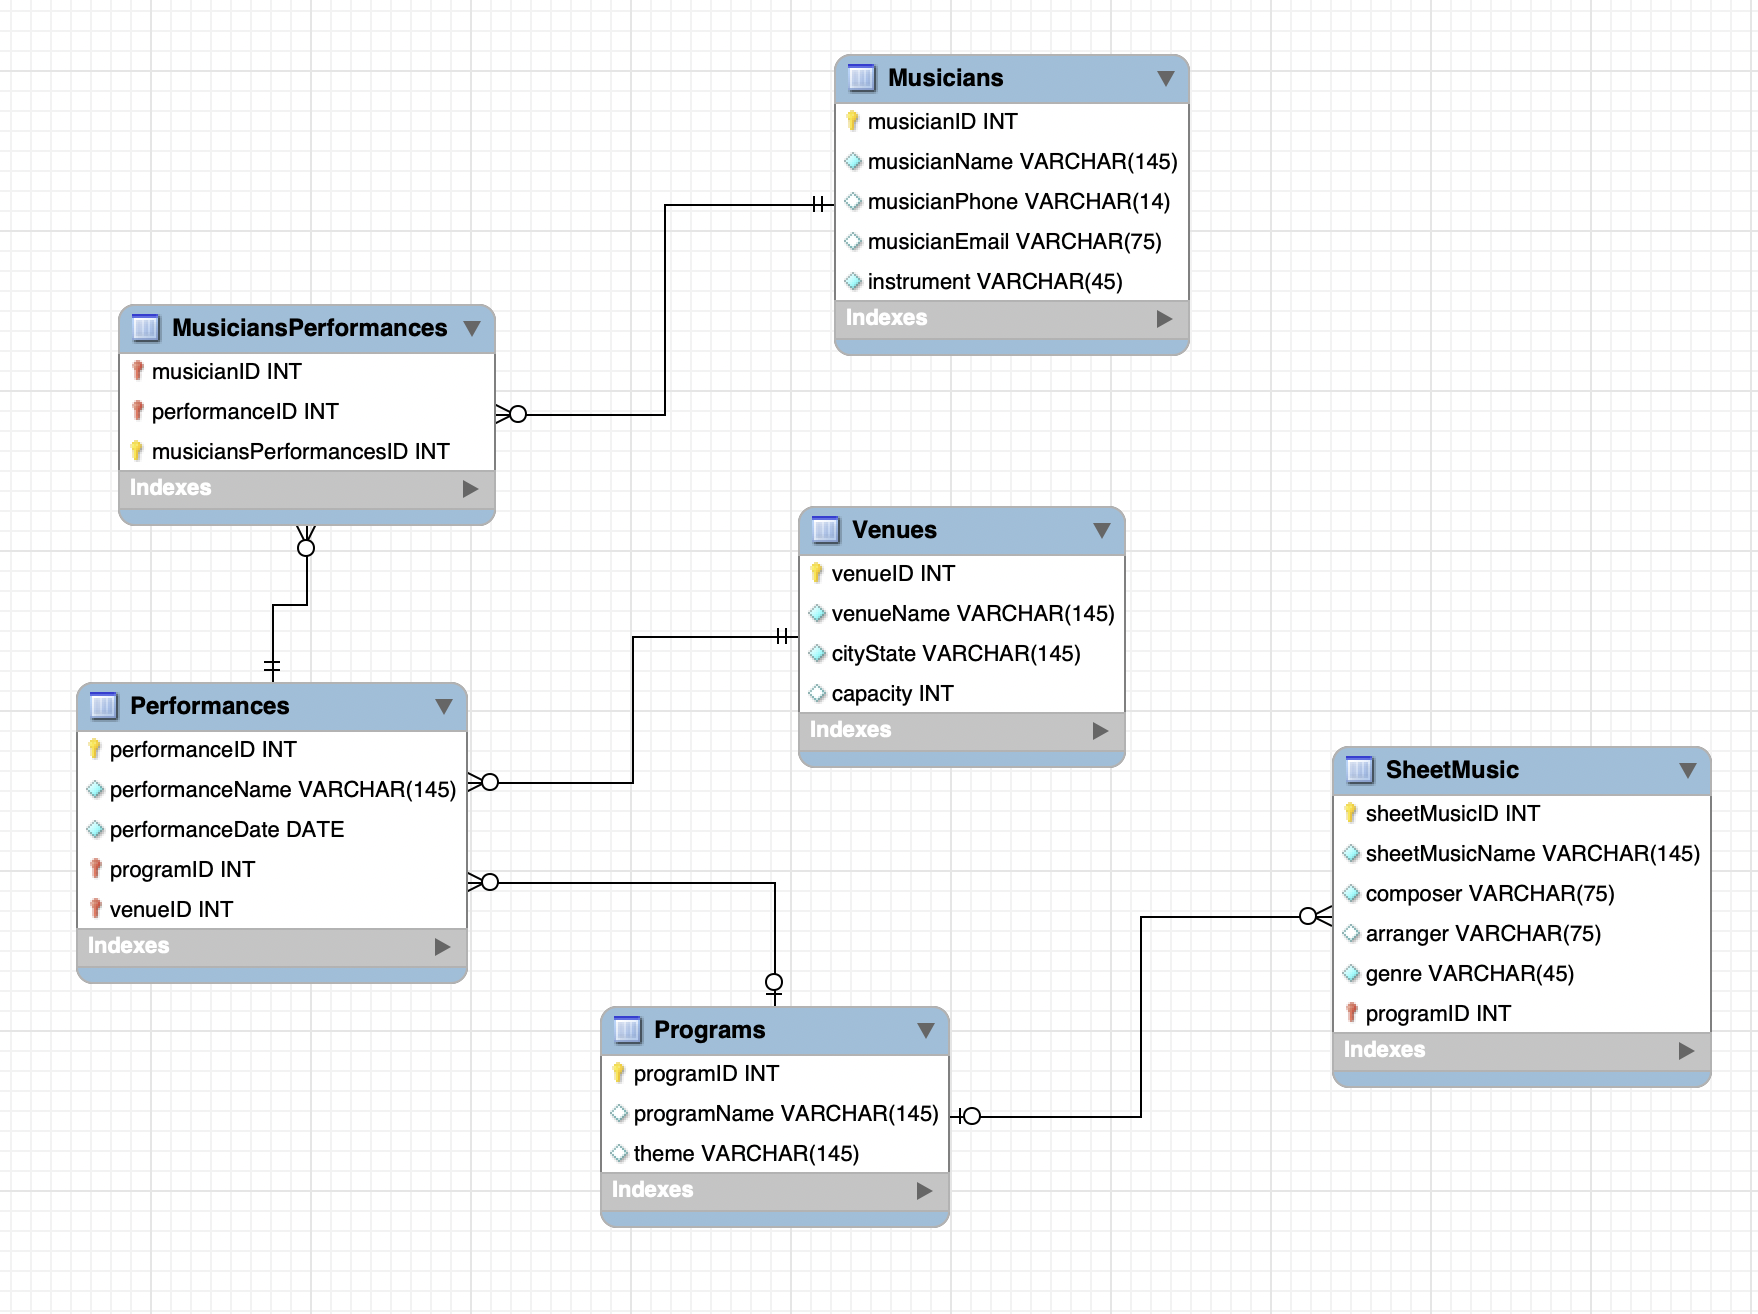 Musicians
musicianID INT
musicianName VARCHAR(145)
musicianPhone VARCHAR(14)
musicianEmail VARCHAR(75)
instrument VARCHAR(45)
Indexes
MusiciansPerformances
musicianID INT
performanceID INT
musiciansPerformancesID INT
Indexes
Venues
venueID INT
venueName VARCHAR(145)
cityState VARCHAR(145)
capacity INT
Indexes
Performances
performanceID INT
performanceName VARCHAR(145)
performanceDate DATE
programID INT
venueID INT
Indexes
SheetMusic
sheetMusicID INT
sheetMusicName VARCHAR(145)
composer VARCHAR(75)
arranger VARCHAR(75)
genre VARCHAR(45)
programID INT
Indexes
Programs
programID INT
programName VARCHAR(145)
theme VARCHAR(145)
Indexes